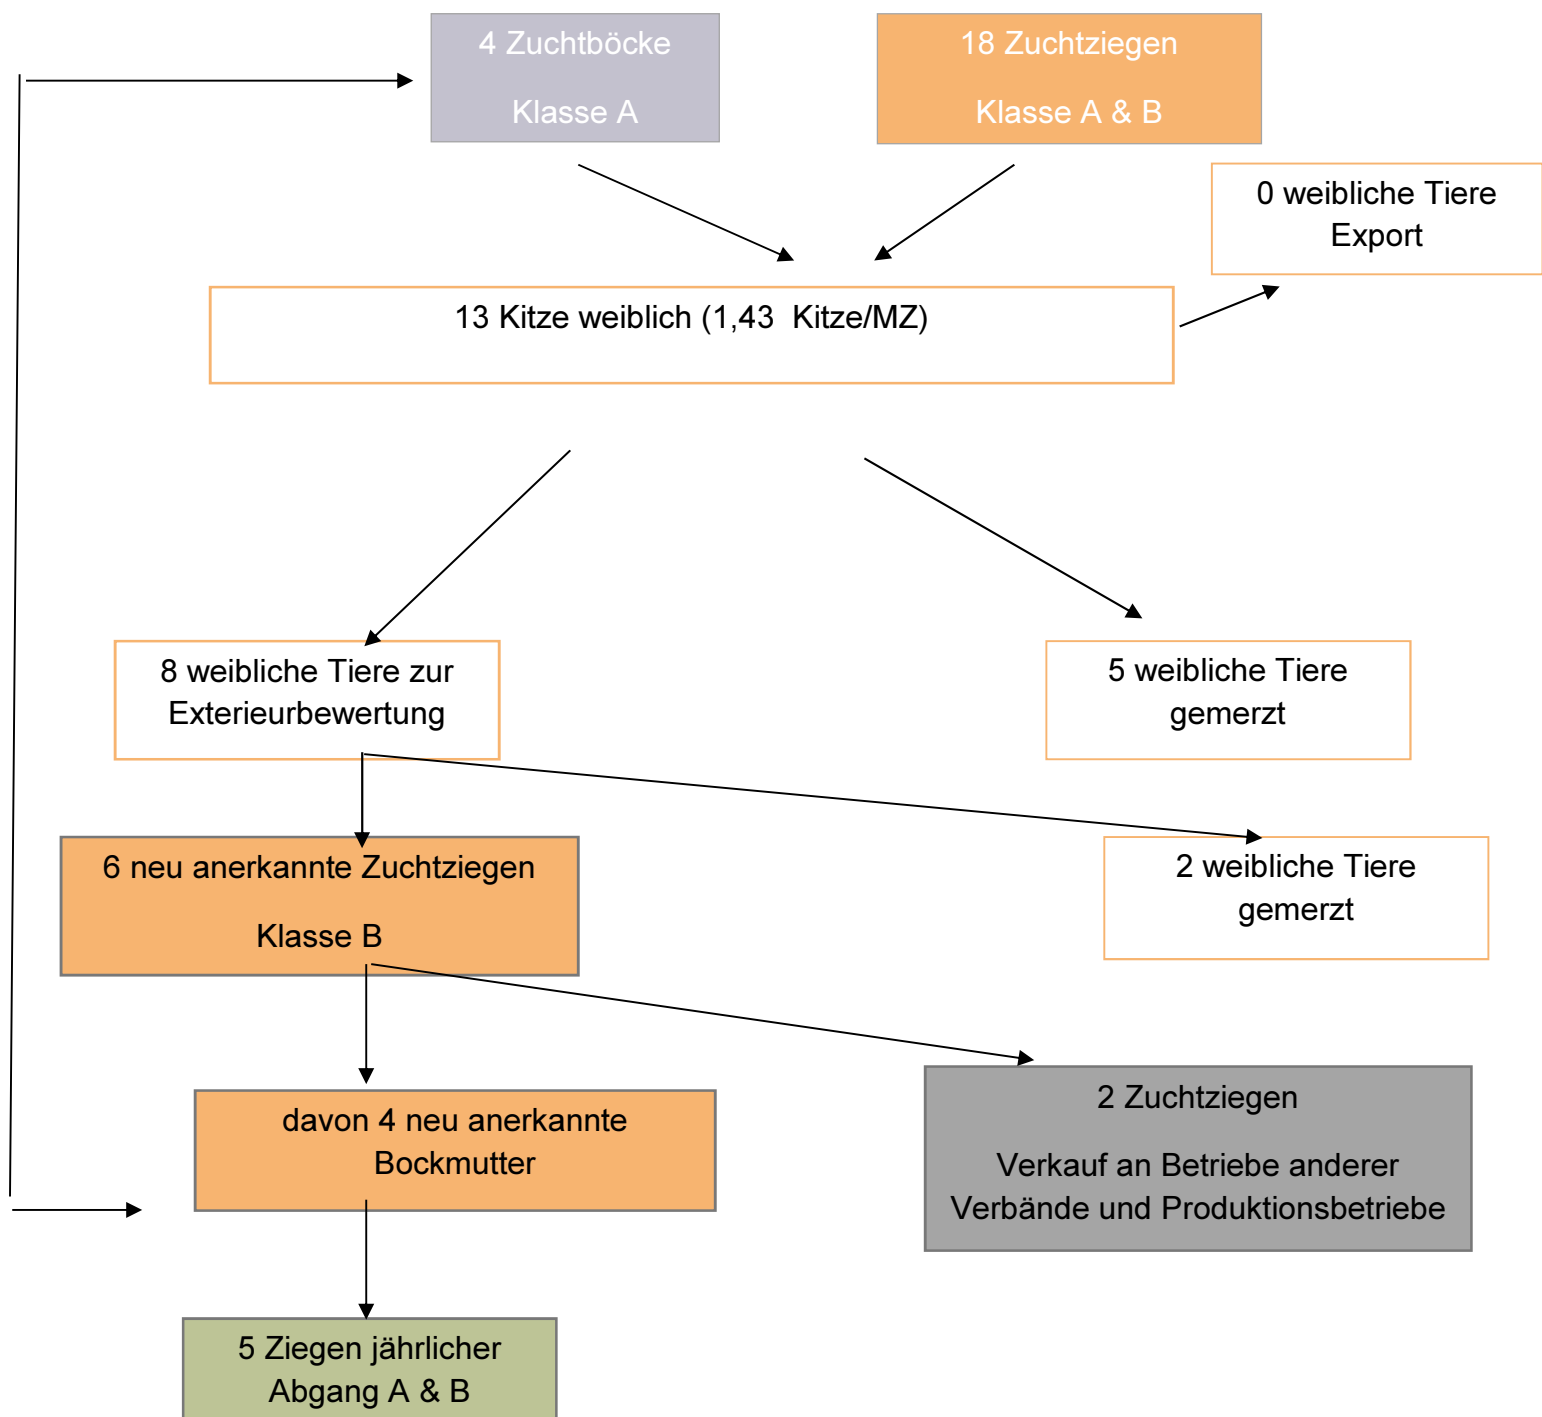 4 Zuchtböcke
Klasse A
18 Zuchtziegen
Klasse A & B
0 weibliche Tiere
Export
13 Kitze weiblich (1,43 Kitze/MZ)
8 weibliche Tiere zur
Exterieurbewertung
5 weibliche Tiere
gemerzt
6 neu anerkannte Zuchtziegen
Klasse B
2 weibliche Tiere
gemerzt
davon 4 neu anerkannte
Bockmutter
2 Zuchtziegen
Verkauf an Betriebe anderer
Verbände und Produktionsbetriebe
5 Ziegen jährlicher
Abgang A & B